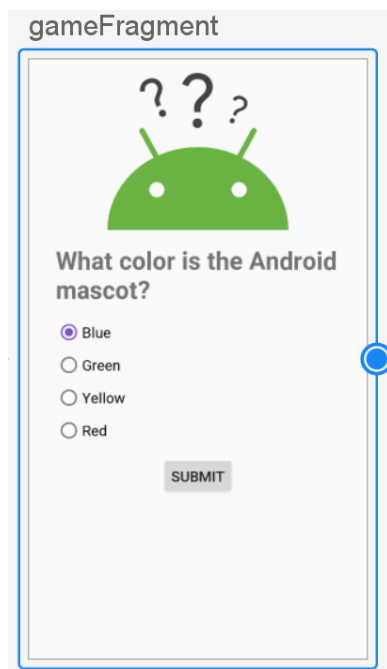 gameFragment
? ? ?
What color is the Android
mascot?
Blue
Green
Yellow
Red
SUBMIT